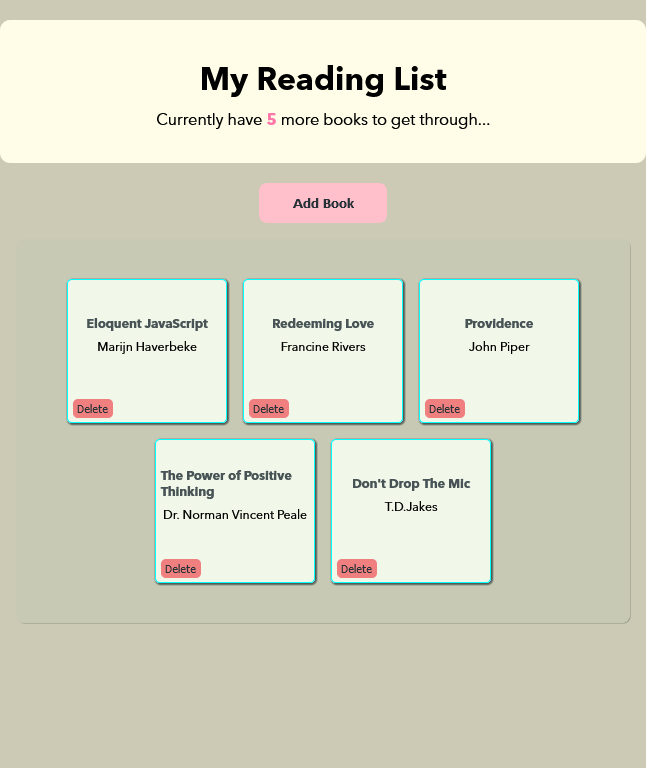 My Reading List
Currently have 5 more books to get through...
Add Book
Eloquent JavaScript
Marijn Haverbeke
Delete
Redeeming Love
Francine Rivers
Delete
Providence
John Piper
Delete
The Power of Positive
Thinking
Dr. Norman Vincent Peale
Delete
Don't Drop The Mic
T.D.Jakes
Delete